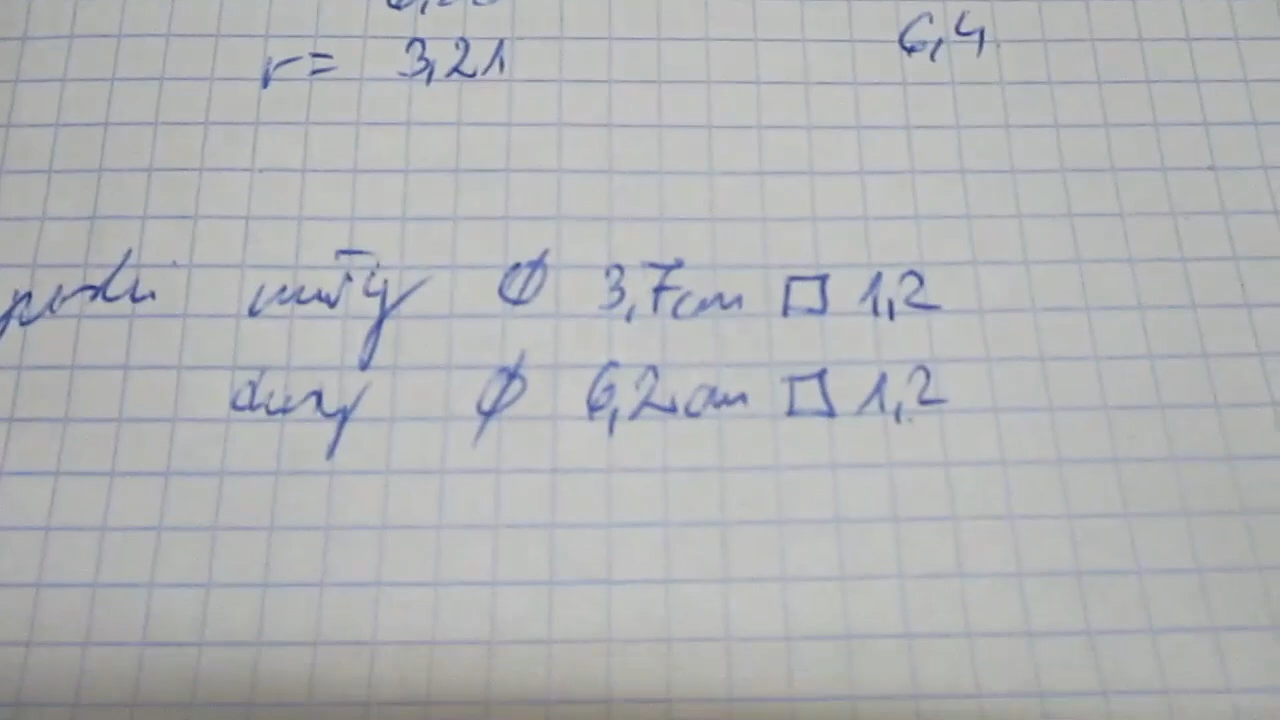 r = 3,21
6,4
mały ∅ 3,7cm □ 1,2
duży ∅ 6,2cm □ 1,2